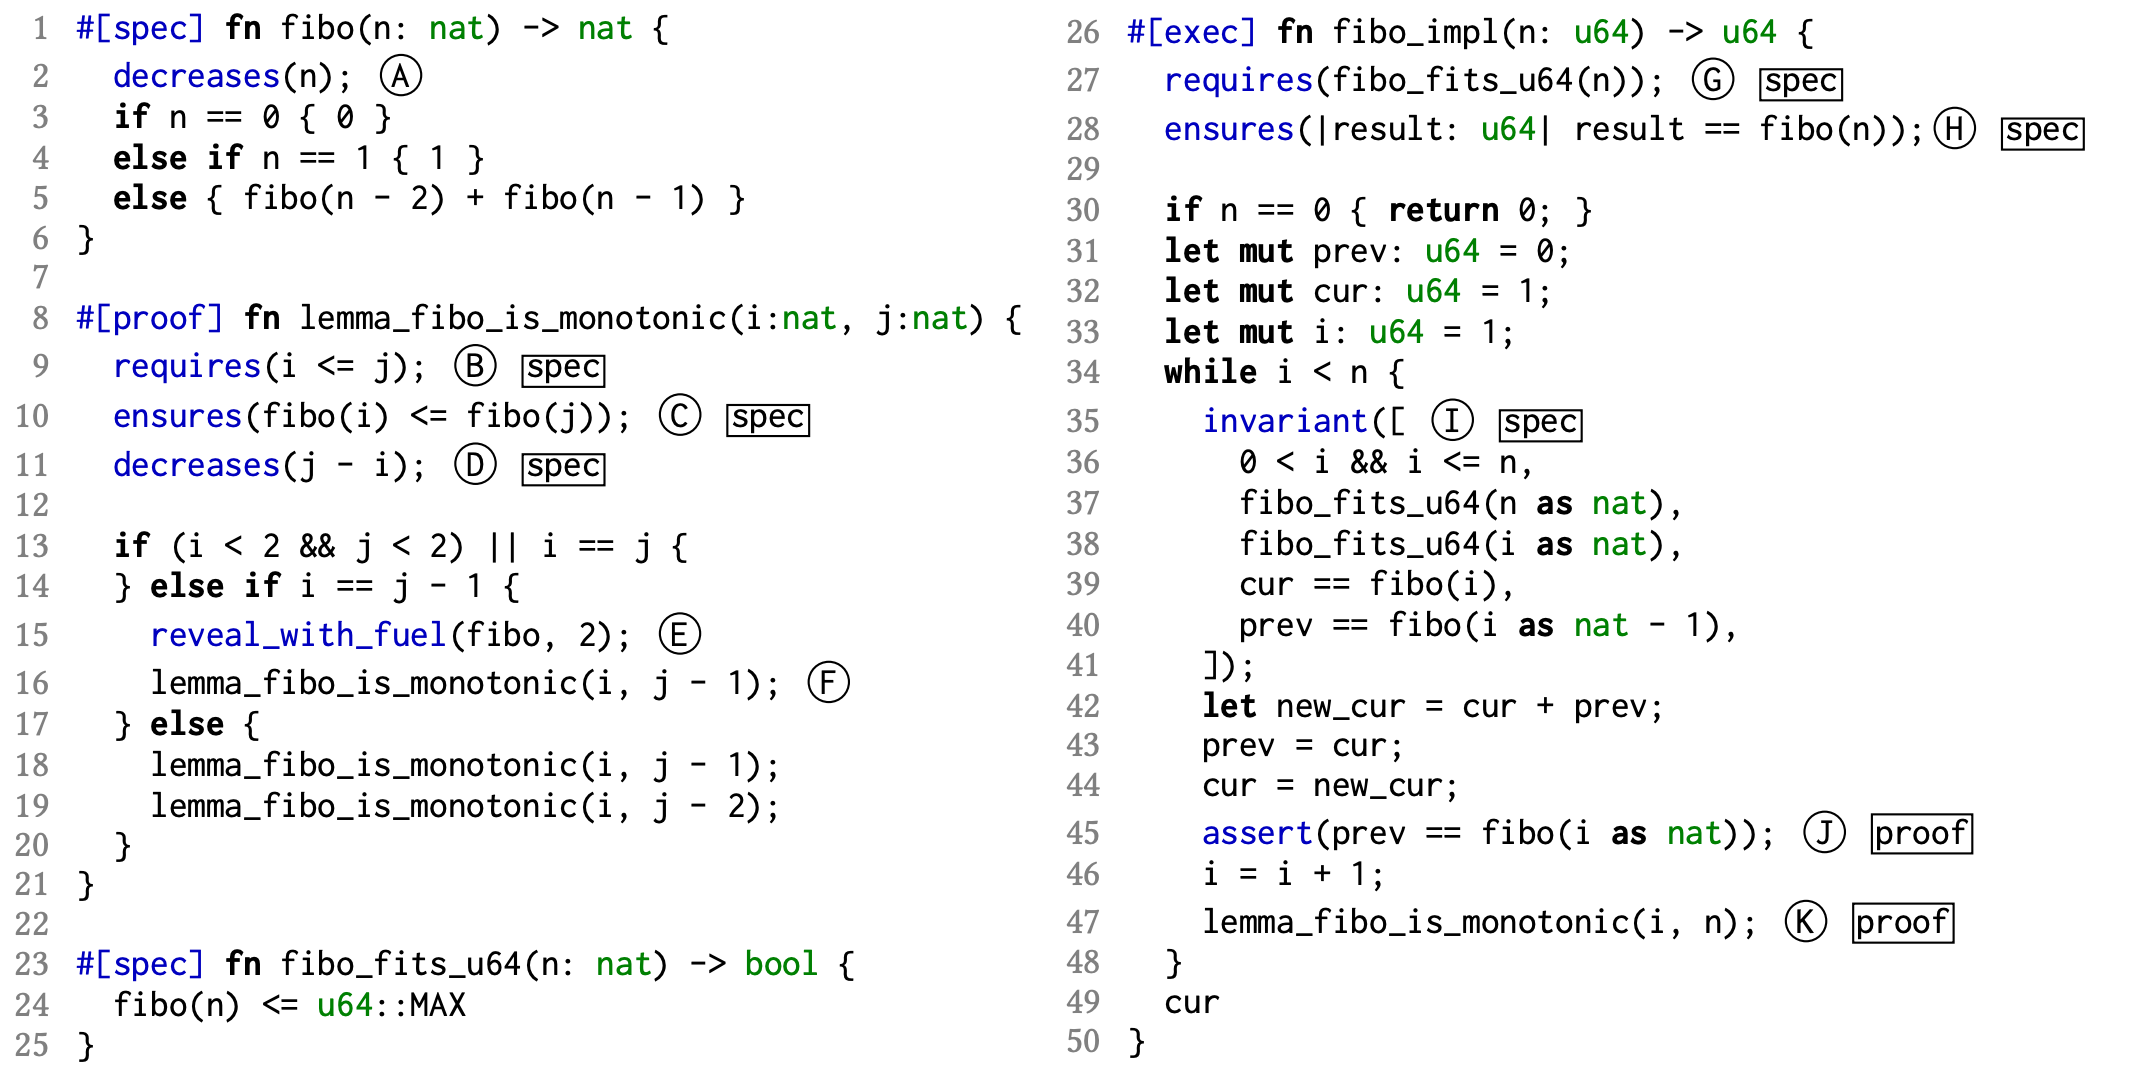 1 #[spec] fn fibo(n: nat) -> nat {
2 decreases(n); Ⓐ
3 if n == 0 { 0 }
4 else if n == 1 { 1 }
5 else { fibo(n - 2) + fibo(n - 1) }
6 }
7
8 #[proof] fn lemma_fibo_is_monotonic(i:nat, j:nat) {
9 requires(i <= j); Ⓑ spec
10 ensures(fibo(i) <= fibo(j)); Ⓒ spec
11 decreases(j - i); Ⓓ spec
12
13 if (i < 2 && j < 2) || i == j {
14 } else if i == j - 1 {
15 reveal_with_fuel(fibo, 2); Ⓔ
16 lemma_fibo_is_monotonic(i, j - 1); Ⓕ
17 } else {
18 lemma_fibo_is_monotonic(i, j - 1);
19 lemma_fibo_is_monotonic(i, j - 2);
20 }
21 }
22
23 #[spec] fn fibo_fits_u64(n: nat) -> bool {
24 fibo(n) <= u64::MAX
25 }
26 #[exec] fn fibo_impl(n: u64) -> u64 {
27 requires(fibo_fits_u64(n)); Ⓖ spec
28 ensures(|result: u64| result == fibo(n)); Ⓗ spec
29
30 if n == 0 { return 0; }
31 let mut prev: u64 = 0;
32 let mut cur: u64 = 1;
33 let mut i: u64 = 1;
34 while i < n {
35 invariant([ Ⓘ spec
36 0 < i && i <= n,
37 fibo_fits_u64(n as nat),
38 fibo_fits_u64(i as nat),
39 cur == fibo(i),
40 prev == fibo(i as nat - 1),
41 ]);
42 let new_cur = cur + prev;
43 prev = cur;
44 cur = new_cur;
45 assert(prev == fibo(i as nat)); Ⓙ proof
46 i = i + 1;
47 lemma_fibo_is_monotonic(i, n); Ⓚ proof
48 }
49 cur
50 }